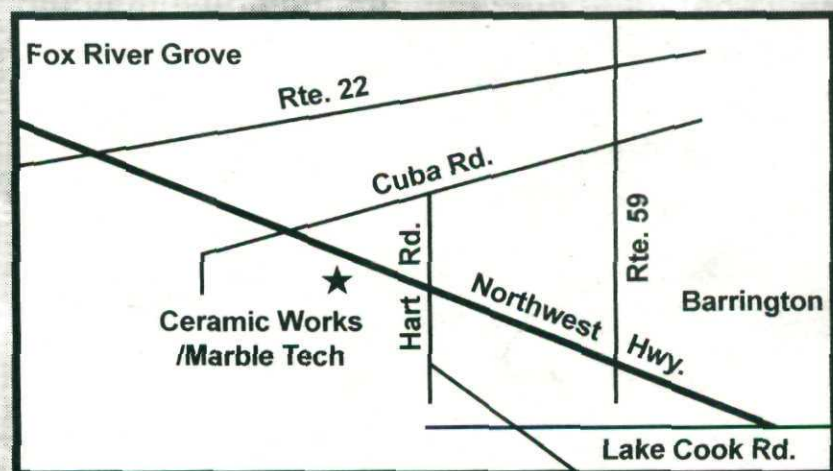 Fox River Grove
Rte. 22
Cuba Rd.
Hart Rd.
Rte. 59
Northwest Hwy.
Barrington
Ceramic Works
/Marble Tech
Lake Cook Rd.